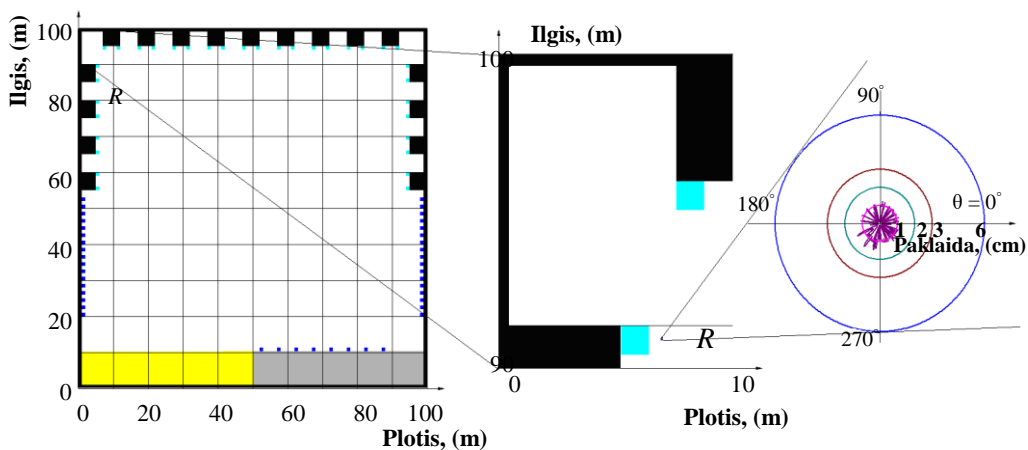 Ilgis, (m)
100
80
60
40
20
0
R
0 20 40 60 80 100
Plotis, (m)
Ilgis, (m)
100
90
R
0 10
Plotis, (m)
90°
180°
θ = 0°
1 2 3 6
Paklaida, (cm)
270°